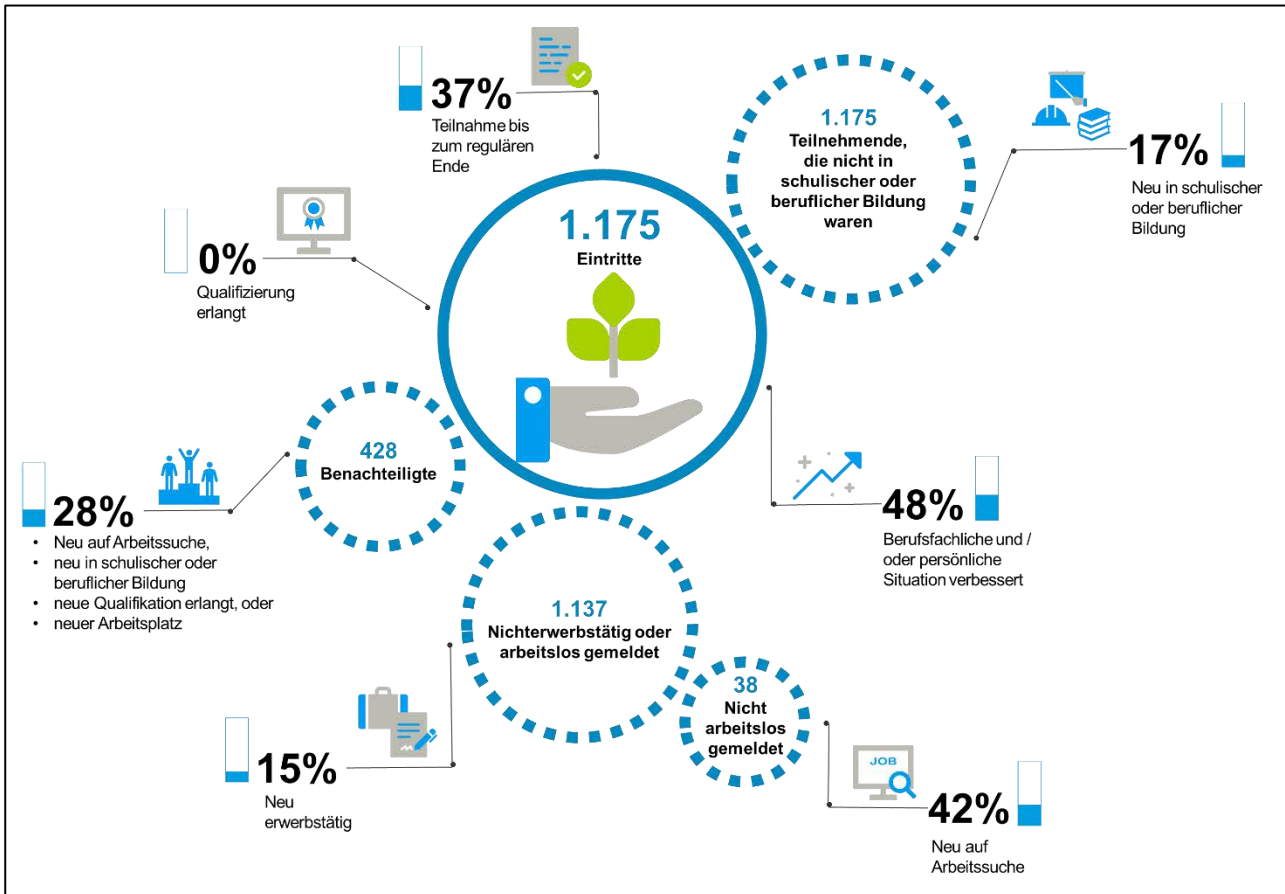 37%
Teilnahme bis
zum regulären
Ende
1.175
Teilnehmende,
die nicht in
schulischer oder
beruflicher Bildung
waren
17%
Neu in schulischer
oder beruflicher
Bildung
0%
Qualifizierung
erlangt
1.175
Eintritte
428
Benachteiligte
28%
• Neu auf Arbeitssuche,
• neu in schulischer oder
beruflicher Bildung
• neue Qualifikation erlangt, oder
• neuer Arbeitsplatz
48%
Berufsfachliche und /
oder persönliche
Situation verbessert
1.137
Nichterwerbstätig oder
arbeitslos gemeldet
38
Nicht
arbeitslos
gemeldet
15%
Neu
erwerbstätig
JOB
42%
Neu auf
Arbeitssuche